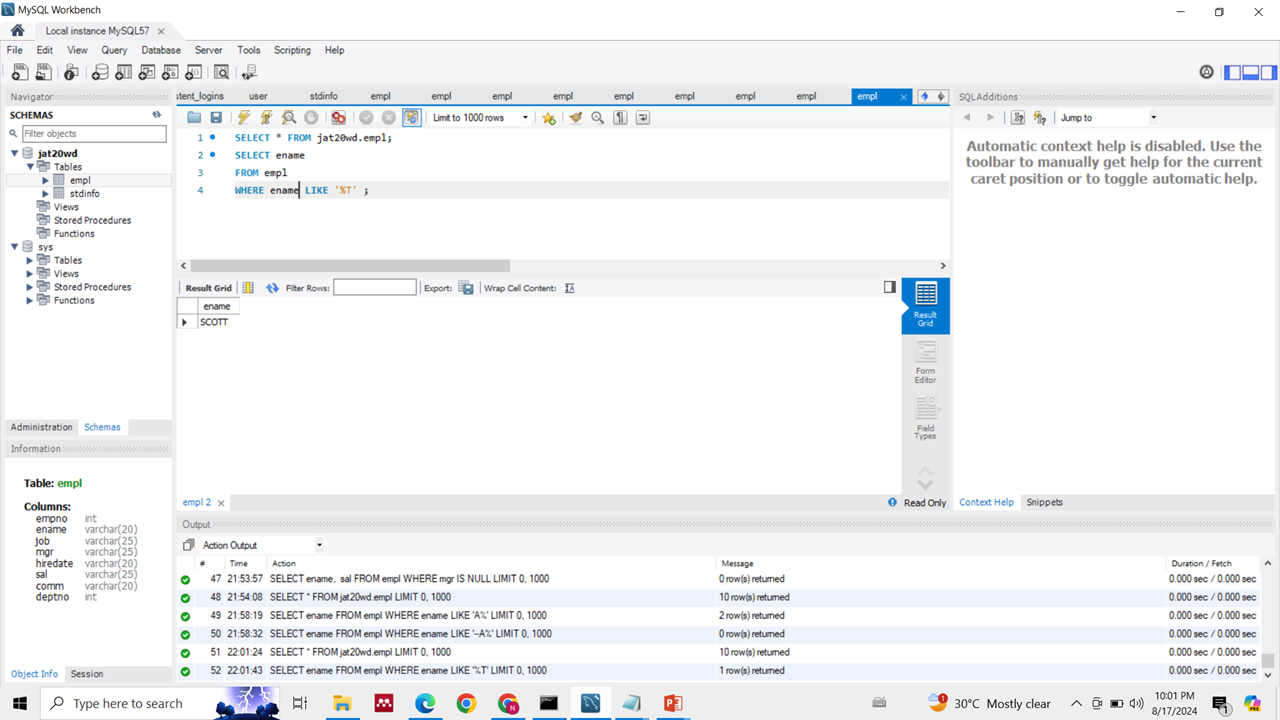 MySQL Workbench
Local instance MySQL57
File Edit View Query Database Server Tools Scripting Help
Navigator
SCHEMAS
Filter objects
jat20wd
Tables
empl
stdinfo
Views
Stored Procedures
Functions
sys
Tables
Views
Stored Procedures
Functions
Administration Schemas
Information
Table: empl
Columns:
empno int
ename varchar(20)
job varchar(25)
mgr varchar(25)
hiredate varchar(20)
sal varchar(25)
comm varchar(20)
deptno int
Object Info Session
tent_logins user stdinfo empl empl empl empl empl empl empl empl empl
Limit to 1000 rows
1 SELECT * FROM jat20wd.empl;
2 SELECT ename
3 FROM empl
4 WHERE ename LIKE '%T' ;
Result Grid Filter Rows: Export: Wrap Cell Content:
ename
SCOTT
Result Grid
Form Editor
Field Types
empl 2
Read Only
SQLAdditions
Jump to
Automatic context help is disabled. Use the
toolbar to manually get help for the current
caret position or to toggle automatic help.
Context Help Snippets
Output
Action Output
# Time Action Message Duration / Fetch
47 21:53:57 SELECT ename, sal FROM empl WHERE mgr IS NULL LIMIT 0, 1000 0 row(s) returned 0.000 sec / 0.000 sec
48 21:54:08 SELECT * FROM jat20wd.empl LIMIT 0, 1000 10 row(s) returned 0.000 sec / 0.000 sec
49 21:58:19 SELECT ename FROM empl WHERE ename LIKE 'A%' LIMIT 0, 1000 2 row(s) returned 0.000 sec / 0.000 sec
50 21:58:32 SELECT ename FROM empl WHERE ename LIKE '--A%' LIMIT 0, 1000 0 row(s) returned 0.000 sec / 0.000 sec
51 22:01:24 SELECT * FROM jat20wd.empl LIMIT 0, 1000 10 row(s) returned 0.000 sec / 0.000 sec
52 22:01:43 SELECT ename FROM empl WHERE ename LIKE '%T' LIMIT 0, 1000 1 row(s) returned 0.000 sec / 0.000 sec
Type here to search
30°C Mostly clear
10:01 PM
8/17/2024
1